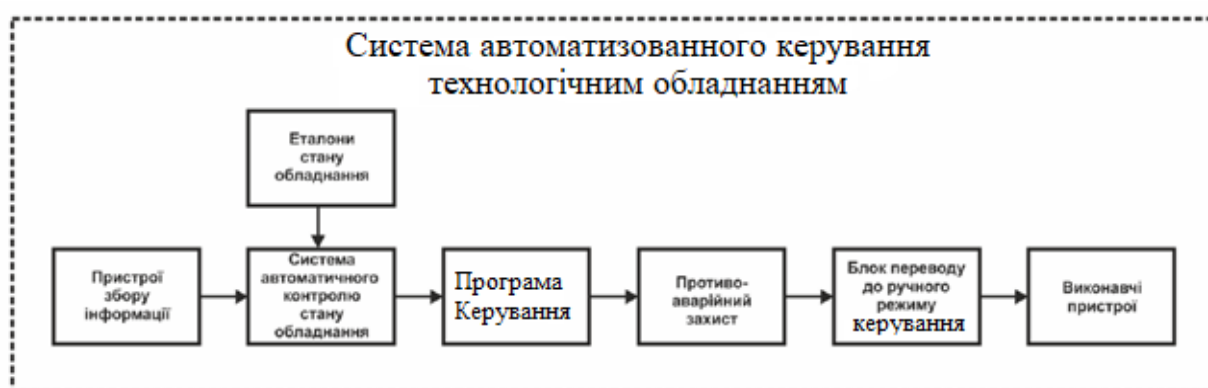 Система автоматизованного керування
технологічним обладнанням
Еталони
стану
обладнання
Пристрої
збору
інформації
Система
автоматичного
контролю
стану
обладнання
Програма
Керування
Противо-
аварійний
захист
Блок переводу
до ручного
режиму
керування
Виконавчі
пристрої